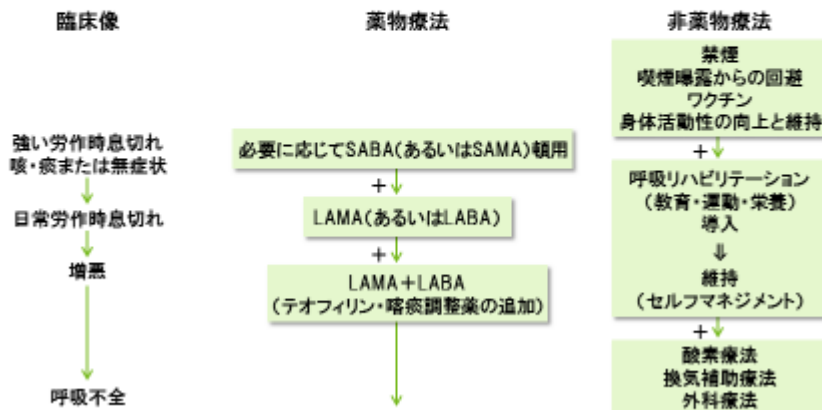 臨床像
強い労作時息切れ
咳・痰または無症状
日常労作時息切れ
増悪
呼吸不全
薬物療法
必要に応じてSABA(あるいはSAMA)頓用
+
LAMA(あるいはLABA)
+
LAMA+LABA
(テオフィリン・喀痰調整薬の追加)
非薬物療法
禁煙
喫煙曝露からの回避
ワクチン
身体活動性の向上と維持
+
呼吸リハビリテーション
(教育・運動・栄養)
導入
⇓
維持
(セルフマネジメント)
+
酸素療法
換気補助療法
外科療法